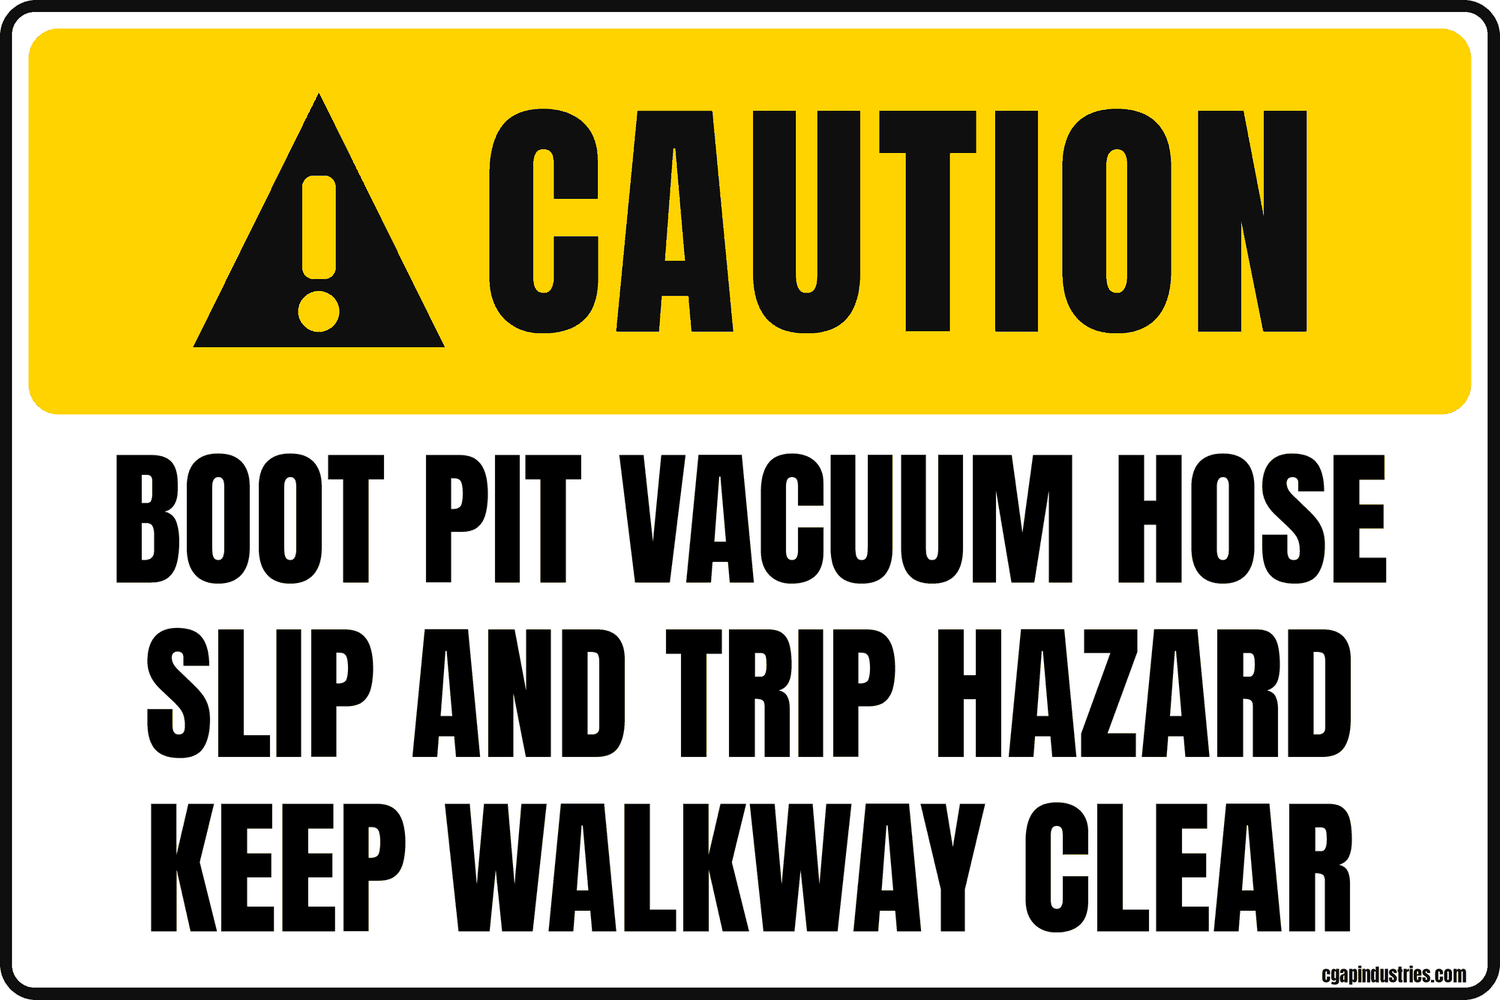 CAUTION
BOOT PIT VACUUM HOSE
SLIP AND TRIP HAZARD
KEEP WALKWAY CLEAR
cgapindustries.com